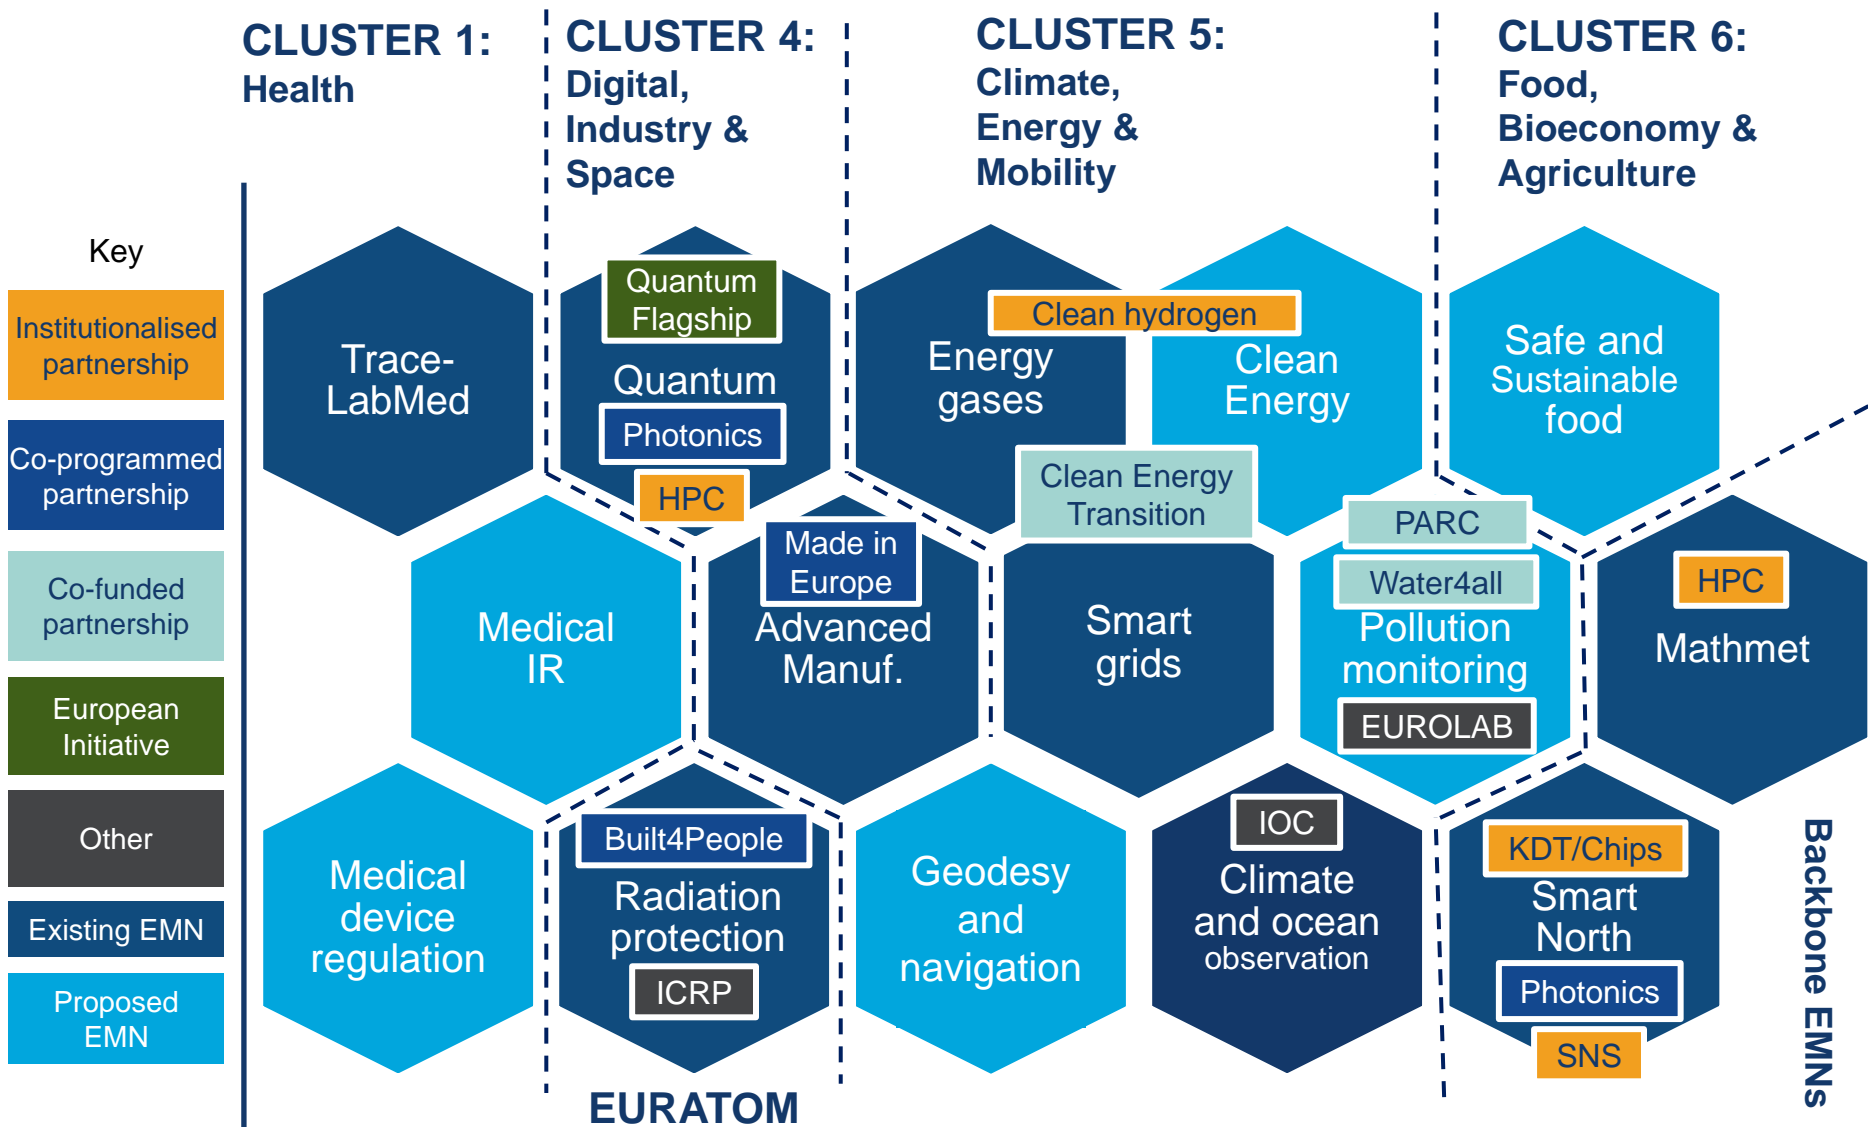 CLUSTER 1:
Health
CLUSTER 4:
Digital,
Industry &
Space
CLUSTER 5:
Climate,
Energy &
Mobility
CLUSTER 6:
Food,
Bioeconomy &
Agriculture
Key
Institutionalised
partnership
Co-programmed
partnership
Co-funded
partnership
European
Initiative
Other
Existing EMN
Proposed
EMN
Trace-
LabMed
Quantum
Flagship
Quantum
Photonics
HPC
Energy
gases
Clean hydrogen
Clean
Energy
Clean Energy
Transition
Safe and
Sustainable
food
Medical
IR
Made in
Europe
Advanced
Manuf.
Smart
grids
PARC
Water4all
Pollution
monitoring
EUROLAB
HPC
Mathmet
Medical
device
regulation
Built4People
Radiation
protection
ICRP
Geodesy
and
navigation
IOC
Climate
and ocean
observation
KDT/Chips
Smart
North
Photonics
SNS
Backbone EMNs
EURATOM